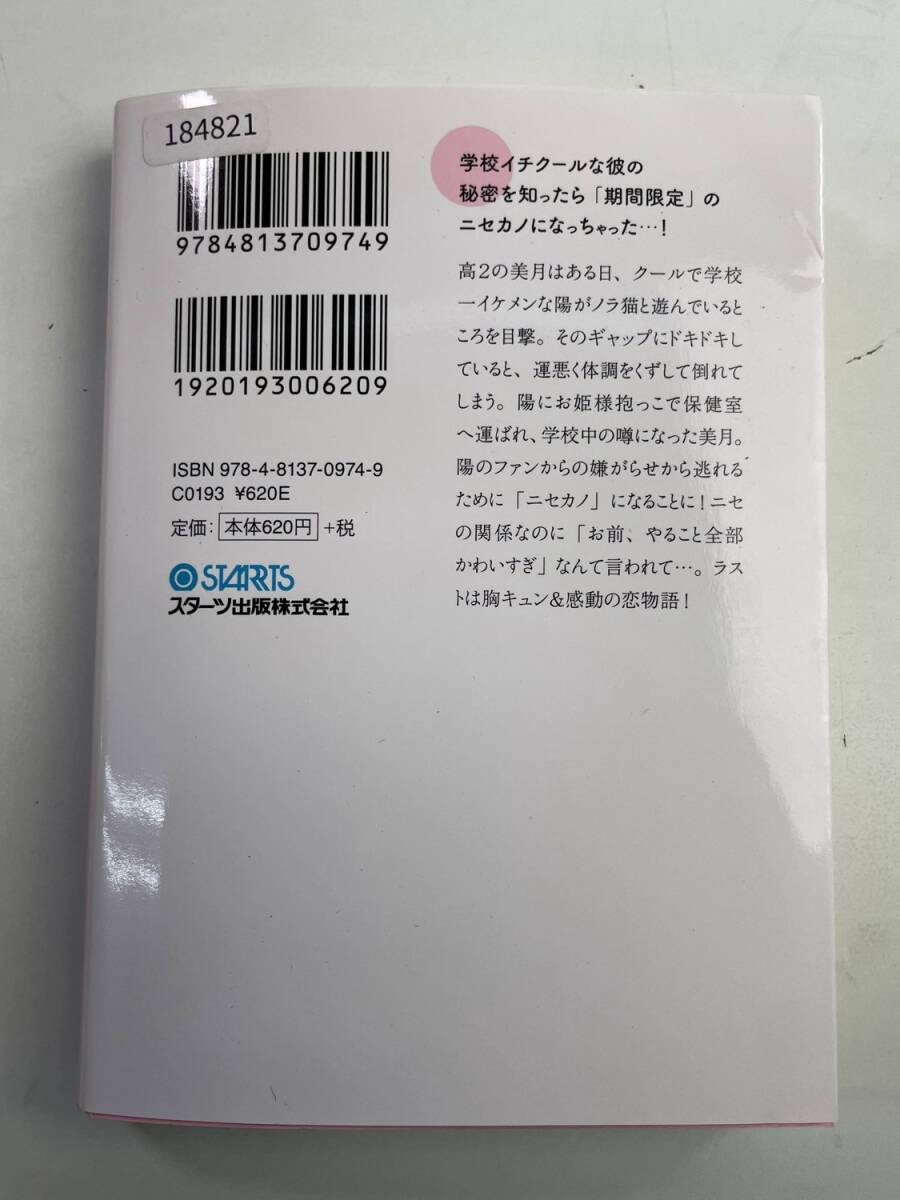 184821
9784813709749
1920193006209
ISBN 978-4-8137-0974-9
C0193 ¥620E
定価：本体620円+税
STARTS
スターツ出版株式会社
学校イチクールな彼の
秘密を知ったら「期間限定」の
ニセカノになっちゃった…！
高2の美月はある日、クールで学校
一イケメンな陽がノラ猫と遊んでいると
ころを目撃。そのギャップにドキドキし
ていると、運悪く体調をくずして倒れて
しまう。陽にお姫様抱っこで保健室
へ運ばれ、学校中の噂になった美月。
陽のファンからの嫌がらせから逃れる
ために「ニセカノ」になることに！ニセ
の関係なのに「お前、やること全部
かわいすぎ」なんて言われて…。ラス
トは胸キュン＆感動の恋物語！